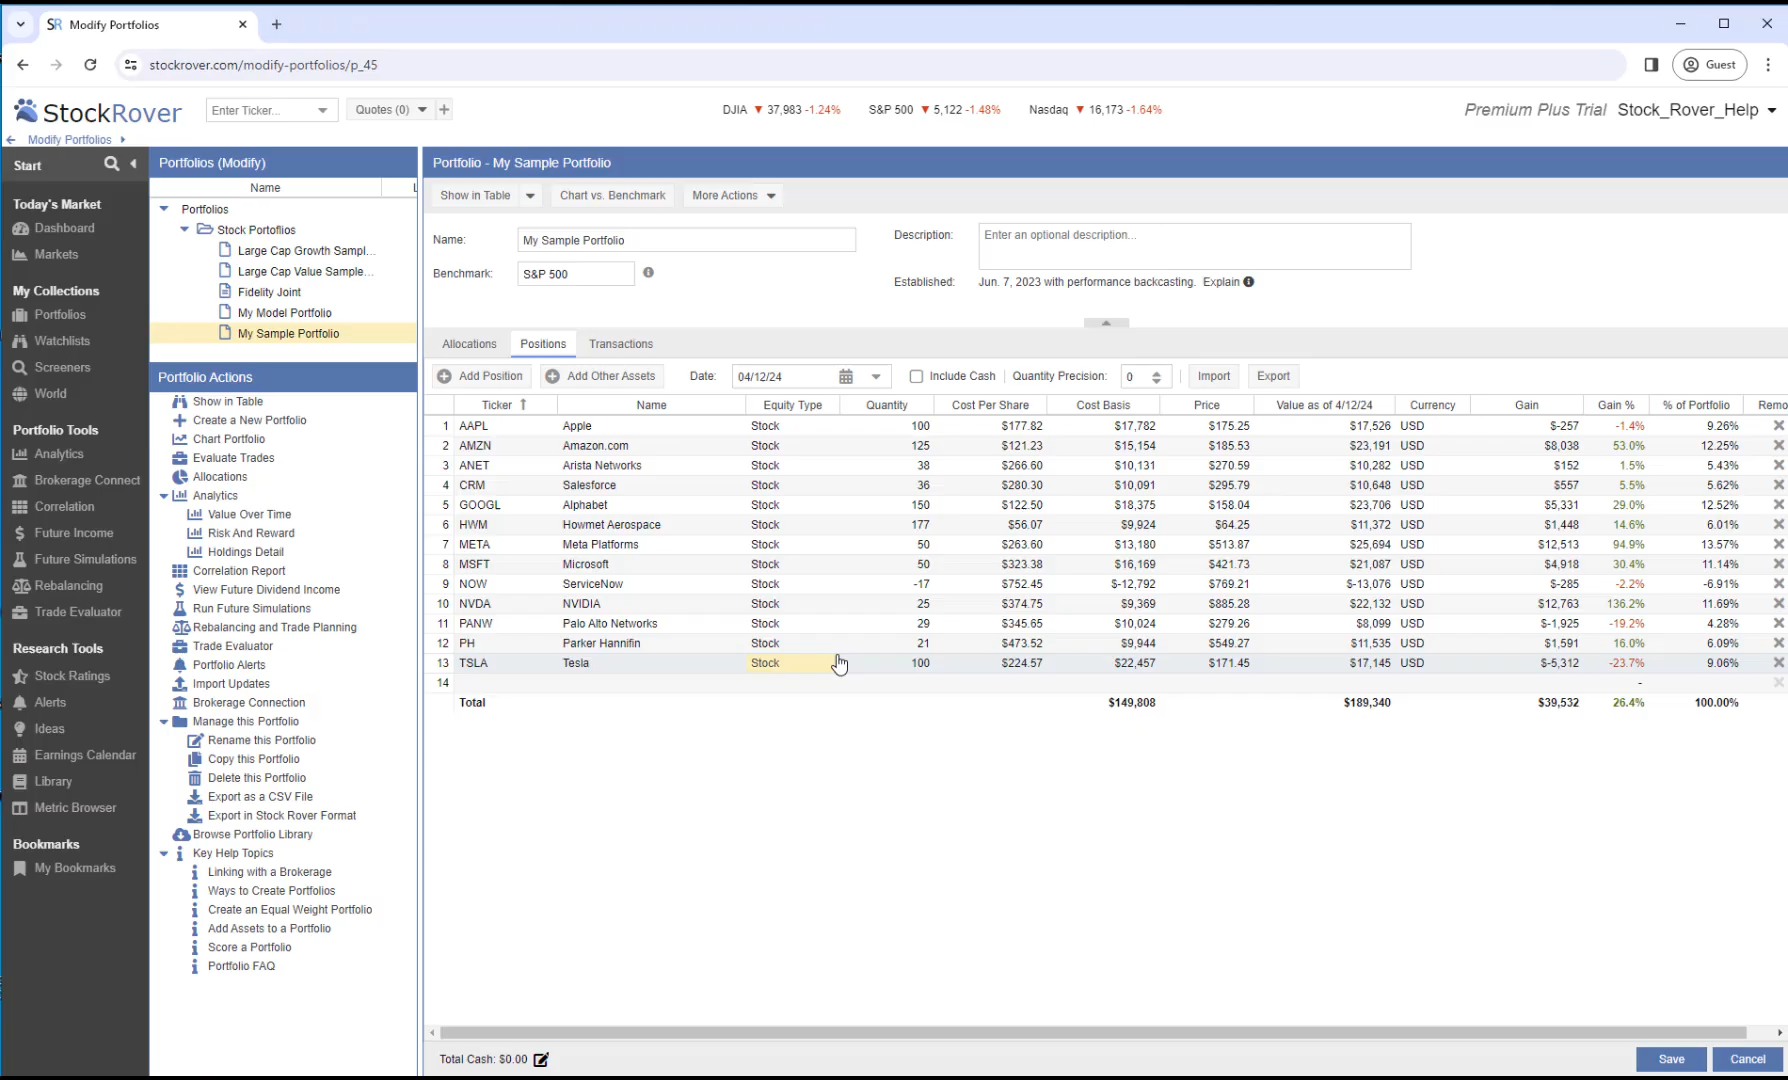 SR Modify Portfolios
stockrover.com/modify-portfolios/p_45
Guest
StockRover
Enter Ticker...
Quotes (0)
DJIA ▼ 37,983 -1.24%
S&P 500 ▼ 5,122 -1.48%
Nasdaq ▼ 16,173 -1.64%
Premium Plus Trial Stock_Rover_Help
Modify Portfolios
Start
Today's Market
Dashboard
Markets
My Collections
Portfolios
Watchlists
Screeners
World
Portfolio Tools
Analytics
Brokerage Connect
Correlation
Future Income
Future Simulations
Rebalancing
Trade Evaluator
Research Tools
Stock Ratings
Alerts
Ideas
Earnings Calendar
Library
Metric Browser
Bookmarks
My Bookmarks
Portfolios (Modify)
Name
Portfolios
Stock Portoflios
Large Cap Growth Sampl...
Large Cap Value Sample...
Fidelity Joint
My Model Portfolio
My Sample Portfolio
Portfolio Actions
Show in Table
Create a New Portfolio
Chart Portfolio
Evaluate Trades
Allocations
Analytics
Value Over Time
Risk And Reward
Holdings Detail
Correlation Report
View Future Dividend Income
Run Future Simulations
Rebalancing and Trade Planning
Trade Evaluator
Portfolio Alerts
Import Updates
Brokerage Connection
Manage this Portfolio
Rename this Portfolio
Copy this Portfolio
Delete this Portfolio
Export as a CSV File
Export in Stock Rover Format
Browse Portfolio Library
Key Help Topics
Linking with a Brokerage
Ways to Create Portfolios
Create an Equal Weight Portfolio
Add Assets to a Portfolio
Score a Portfolio
Portfolio FAQ
Portfolio - My Sample Portfolio
Show in Table
Chart vs. Benchmark
More Actions
Name: My Sample Portfolio
Benchmark: S&P 500
Description: Enter an optional description...
Established: Jun. 7, 2023 with performance backcasting. Explain
Allocations
Positions
Transactions
Add Position
Add Other Assets
Date: 04/12/24
Include Cash
Quantity Precision: 0
Import
Export
Ticker Name Equity Type Quantity Cost Per Share Cost Basis Price Value as of 4/12/24 Currency Gain Gain % % of Portfolio Remo
1 AAPL Apple Stock 100 $177.82 $17,782 $175.25 $17,526 USD $-257 -1.4% 9.26%
2 AMZN Amazon.com Stock 125 $121.23 $15,154 $185.53 $23,191 USD $8,038 53.0% 12.25%
3 ANET Arista Networks Stock 38 $266.60 $10,131 $270.59 $10,282 USD $152 1.5% 5.43%
4 CRM Salesforce Stock 36 $280.30 $10,091 $295.79 $10,648 USD $557 5.5% 5.62%
5 GOOGL Alphabet Stock 150 $122.50 $18,375 $158.04 $23,706 USD $5,331 29.0% 12.52%
6 HWM Howmet Aerospace Stock 177 $56.07 $9,924 $64.25 $11,372 USD $1,448 14.6% 6.01%
7 META Meta Platforms Stock 50 $263.60 $13,180 $513.87 $25,694 USD $12,513 94.9% 13.57%
8 MSFT Microsoft Stock 50 $323.38 $16,169 $421.73 $21,087 USD $4,918 30.4% 11.14%
9 NOW ServiceNow Stock -17 $752.45 $-12,792 $769.21 $-13,076 USD $-285 -2.2% -6.91%
10 NVDA NVIDIA Stock 25 $374.75 $9,369 $885.28 $22,132 USD $12,763 136.2% 11.69%
11 PANW Palo Alto Networks Stock 29 $345.65 $10,024 $279.26 $8,099 USD $-1,925 -19.2% 4.28%
12 PH Parker Hannifin Stock 21 $473.52 $9,944 $549.27 $11,535 USD $1,591 16.0% 6.09%
13 TSLA Tesla Stock 100 $224.57 $22,457 $171.45 $17,145 USD $-5,312 -23.7% 9.06%
14 -
Total $149,808 $189,340 $39,532 26.4% 100.00%
Total Cash: $0.00
Save
Cancel